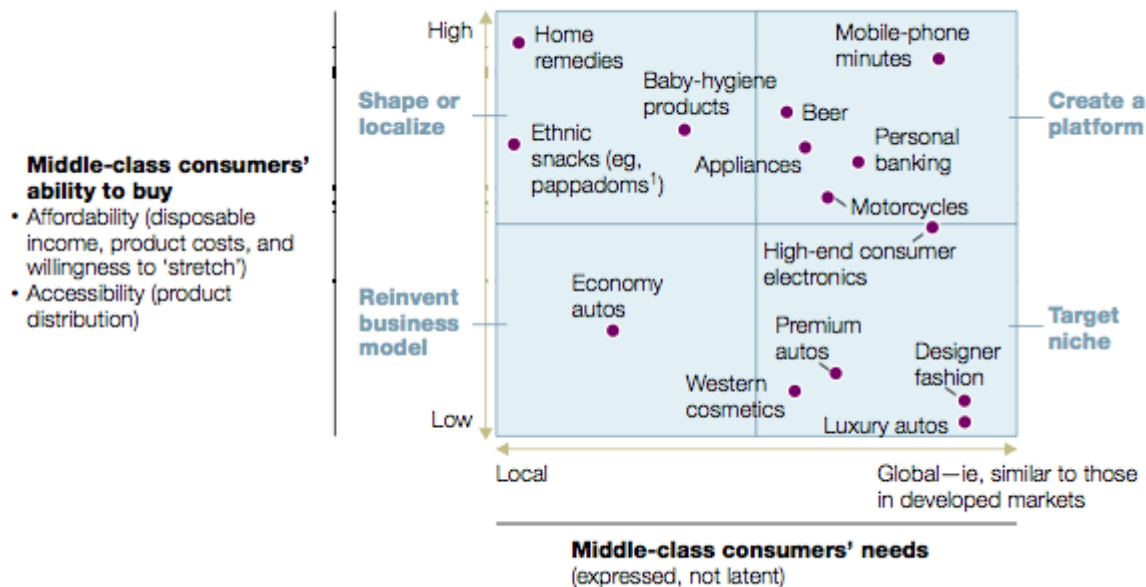 High
Home
remedies
Mobile-phone
minutes
Baby-hygiene
products
Shape or
localize
Beer
Create a
platform
Ethnic
snacks (eg,
pappadoms¹)
Appliances
Personal
banking
Motorcycles
Middle-class consumers'
ability to buy
• Affordability (disposable
income, product costs, and
willingness to 'stretch')
• Accessibility (product
distribution)
High-end consumer
electronics
Reinvent
business
model
Economy
autos
Premium
autos
Target
niche
Designer
fashion
Western
cosmetics
Luxury autos
Low
Local
Global—ie, similar to those
in developed markets
Middle-class consumers' needs
(expressed, not latent)